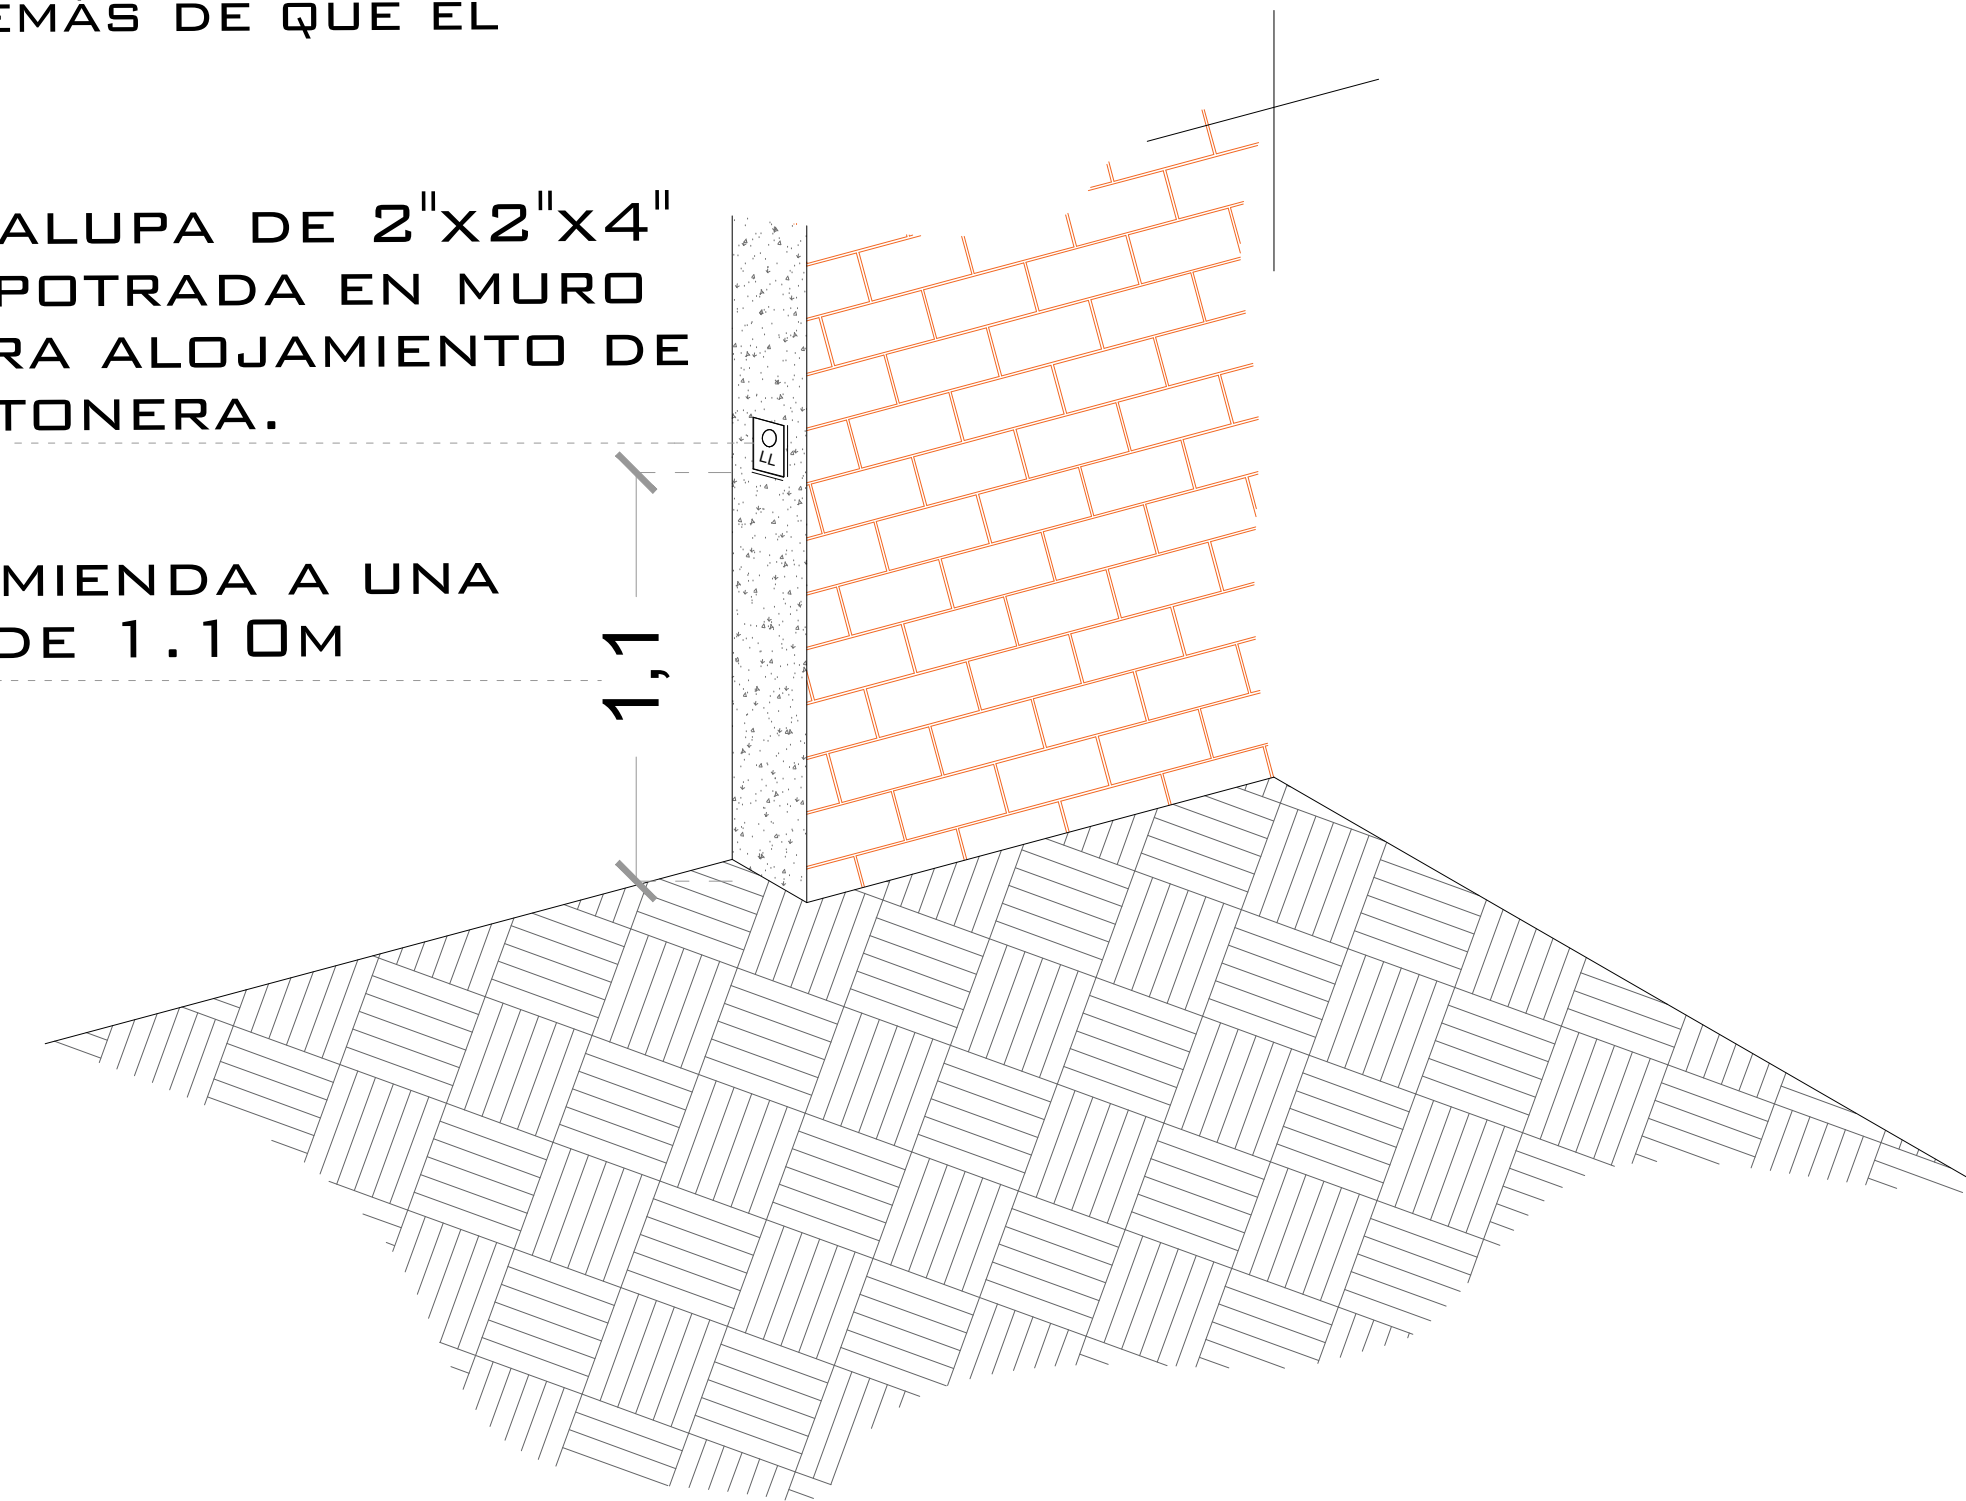 EMÁS DE QUE EL
ALUPA DE 2"X2"X4"
POTRADA EN MURO
RA ALOJAMIENTO DE
TONERA.
LL
MIENDA A UNA
DE 1.10M
1,1